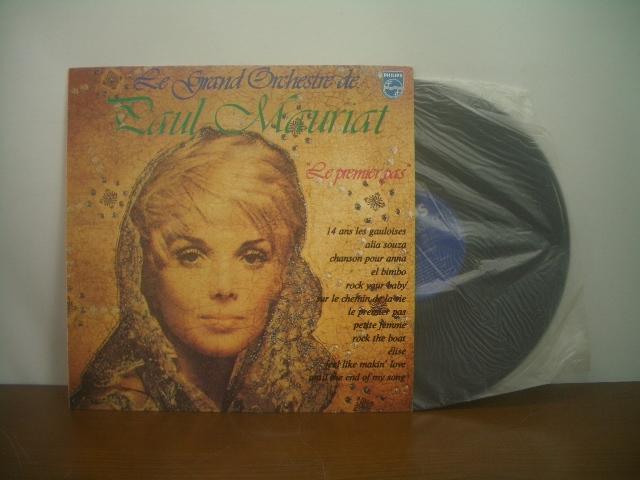 Le Grand Orchestre de
PHILIPS
Paul Mauriat
"Le premier pas"
14 ans les gauloises
alia souza
chanson pour anna
el bimbo
rock your baby
sur le chemin de la vie
le premier pas
petite femme
rock the boat
élise
feel like makin' love
until the end of my song